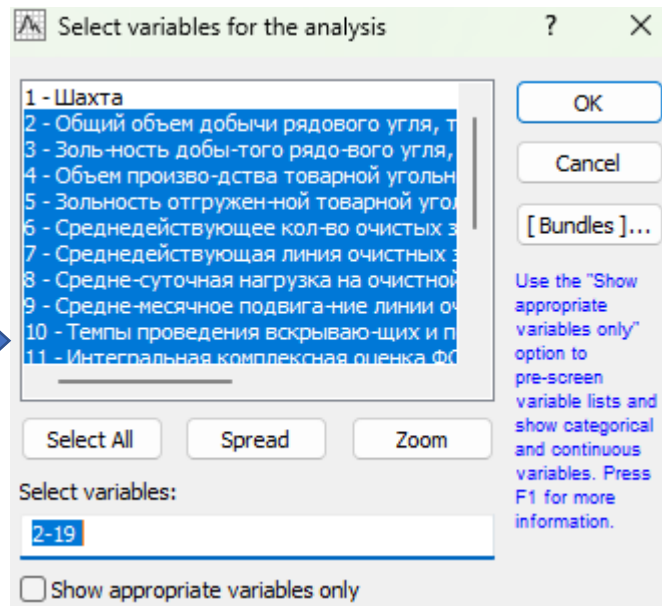 Select variables for the analysis ? ×
1 - Шахта
2 - Общий объем добычи рядового угля, т
3 - Золь-ность добы-того рядо-вого угля,
4 - Объем произво-дства товарной угольн
5 - Зольность отгружен-ной товарной угол
6 - Среднедействующее кол-во очистых з
7 - Среднедействующая линия очистных з
8 - Средне-суточная нагрузка на очистной
9 - Средне-месячное подвига-ние линии оч
10 - Темпы проведения вскрываю-щих и п
11 - Интегральная комплексная оценка ФО
OK
Cancel
[ Bundles ]...
Use the "Show
appropriate
variables only"
option to
pre-screen
variable lists and
show categorical
and continuous
variables. Press
F1 for more
information.
Select All Spread Zoom
Select variables:
2-19
Show appropriate variables only